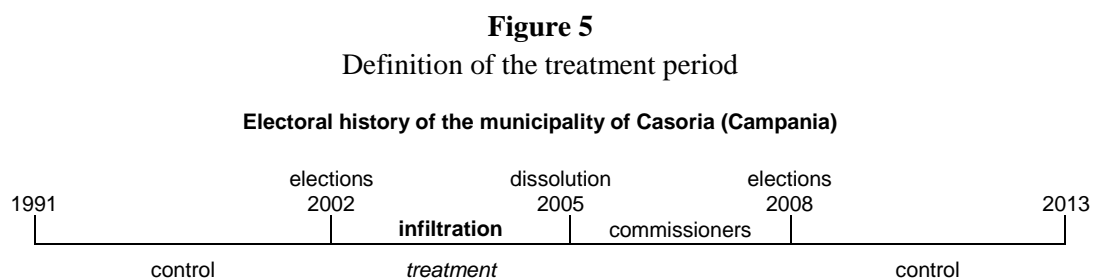 Figure 5
Definition of the treatment period
Electoral history of the municipality of Casoria (Campania)
elections dissolution elections
1991 2002 2005 2008 2013
infiltration commissioners
control treatment control